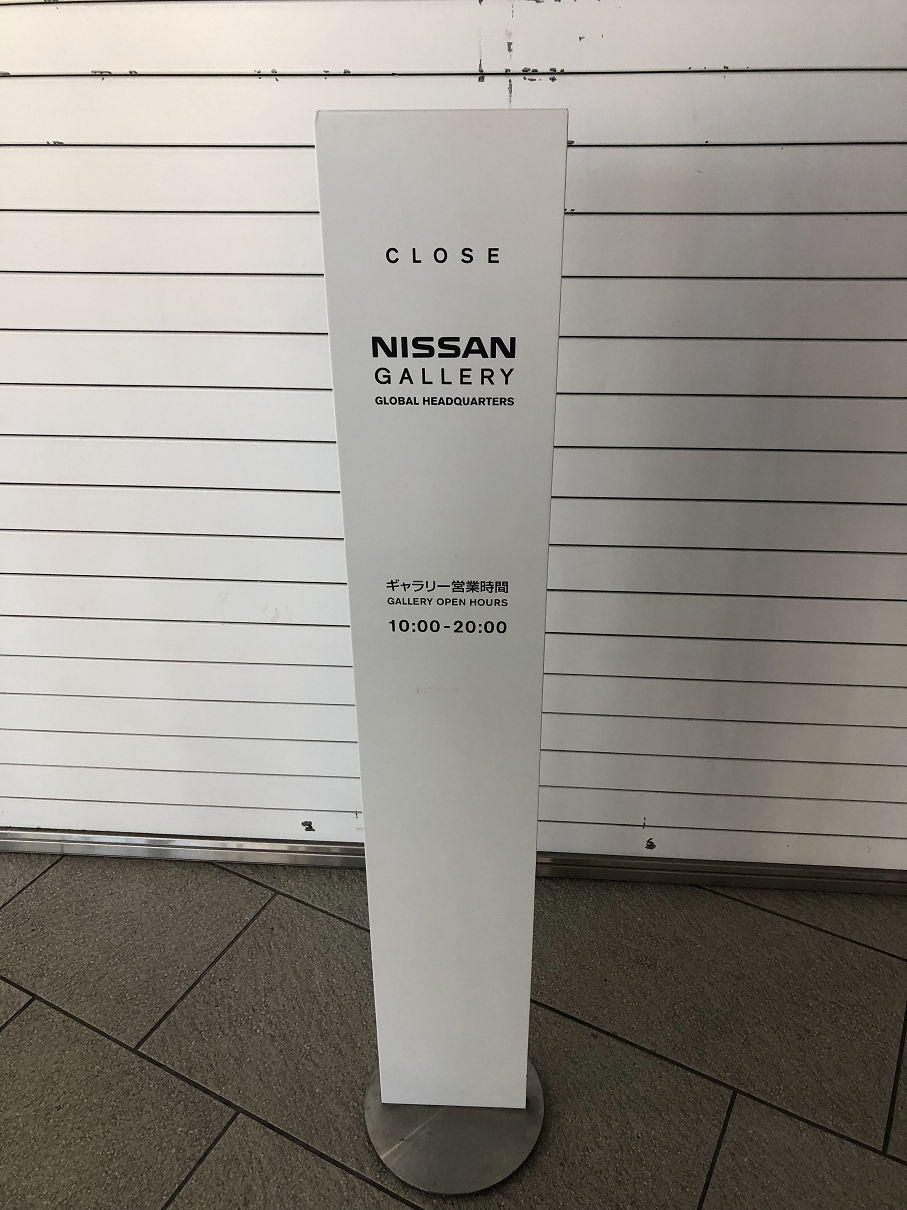 CLOSE
NISSAN
GALLERY
GLOBAL HEADQUARTERS
ギャラリー営業時間
GALLERY OPEN HOURS
10:00-20:00